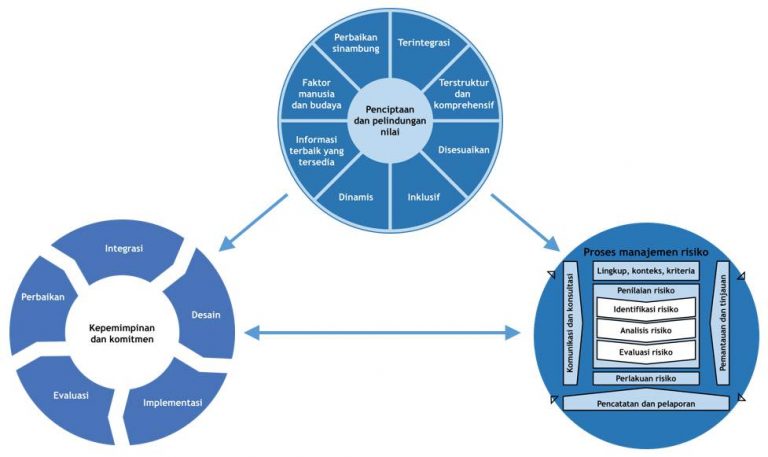 Perbaikan
sinambung
Terintegrasi
Faktor
manusia
dan budaya
Terstruktur
dan
komprehensif
Penciptaan
dan pelindungan
nilai
Informasi
terbaik yang
tersedia
Disesuaikan
Dinamis
Inklusif
Integrasi
Perbaikan
Desain
Kepemimpinan
dan komitmen
Evaluasi
Implementasi
Proses manajemen risiko
Lingkup, konteks, kriteria
Komunikasi dan konsultasi
Penilaian risiko
Identifikasi risiko
Analisis risiko
Evaluasi risiko
Pemantauan dan tinjauan
Perlakuan risiko
Pencatatan dan pelaporan